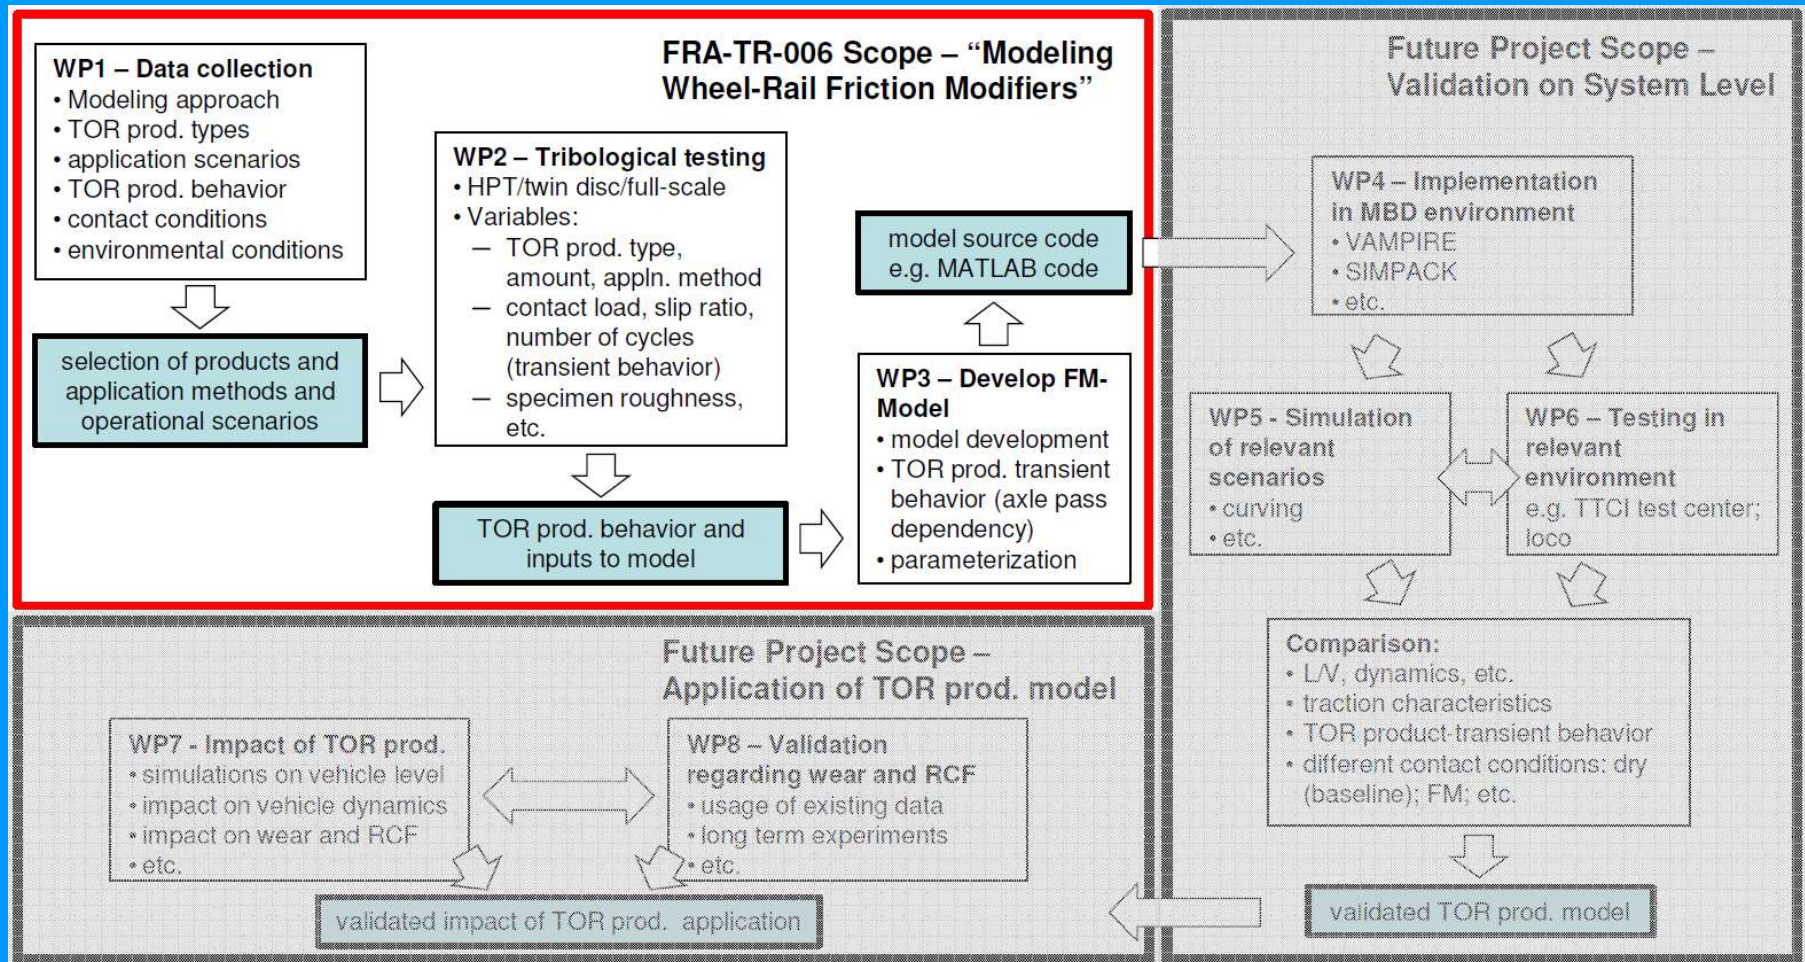 FRA-TR-006 Scope – “Modeling
Wheel-Rail Friction Modifiers”
WP1 – Data collection
• Modeling approach
• TOR prod. types
• application scenarios
• TOR prod. behavior
• contact conditions
• environmental conditions
selection of products and
application methods and
operational scenarios
WP2 – Tribological testing
• HPT/twin disc/full-scale
• Variables:
– TOR prod. type,
amount, appln. method
– contact load, slip ratio,
number of cycles
(transient behavior)
– specimen roughness,
etc.
TOR prod. behavior and
inputs to model
WP3 – Develop FM-
Model
• model development
• TOR prod. transient
behavior (axle pass
dependency)
• parameterization
model source code
e.g. MATLAB code
Future Project Scope –
Validation on System Level
WP4 – Implementation
in MBD environment
• VAMPIRE
• SIMPACK
• etc.
WP5 - Simulation
of relevant
scenarios
• curving
• etc.
WP6 – Testing in
relevant
environment
e.g. TTCI test center;
loco
Comparison:
• L/V, dynamics, etc.
• traction characteristics
• TOR product-transient behavior
• different contact conditions: dry
(baseline); FM; etc.
validated TOR prod. model
Future Project Scope –
Application of TOR prod. model
WP7 - Impact of TOR prod.
• simulations on vehicle level
• impact on vehicle dynamics
• impact on wear and RCF
• etc.
WP8 – Validation
regarding wear and RCF
• usage of existing data
• long term experiments
• etc.
validated impact of TOR prod. application